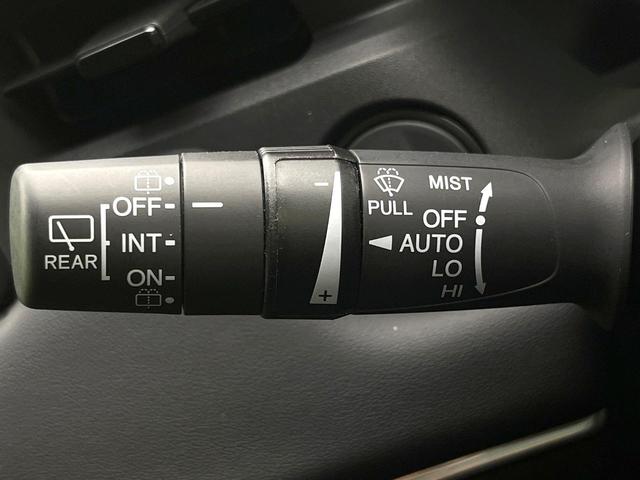 REAR
OFF
INT
ON
−
+
PULL
MIST
OFF
AUTO
LO
HI